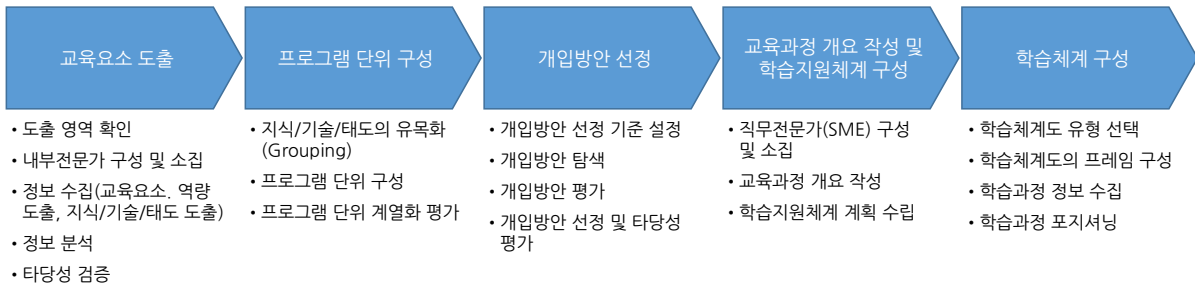 교육요소 도출
• 도출 영역 확인
• 내부전문가 구성 및 소집
• 정보 수집(교육요소. 역량
도출, 지식/기술/태도 도출)
• 정보 분석
• 타당성 검증
프로그램 단위 구성
• 지식/기술/태도의 유목화
(Grouping)
• 프로그램 단위 구성
• 프로그램 단위 계열화 평가
개입방안 선정
• 개입방안 선정 기준 설정
• 개입방안 탐색
• 개입방안 평가
• 개입방안 선정 및 타당성
평가
교육과정 개요 작성 및
학습지원체계 구성
• 직무전문가(SME) 구성
및 소집
• 교육과정 개요 작성
• 학습지원체계 계획 수립
학습체계 구성
• 학습체계도 유형 선택
• 학습체계도의 프레임 구성
• 학습과정 정보 수집
• 학습과정 포지셔닝